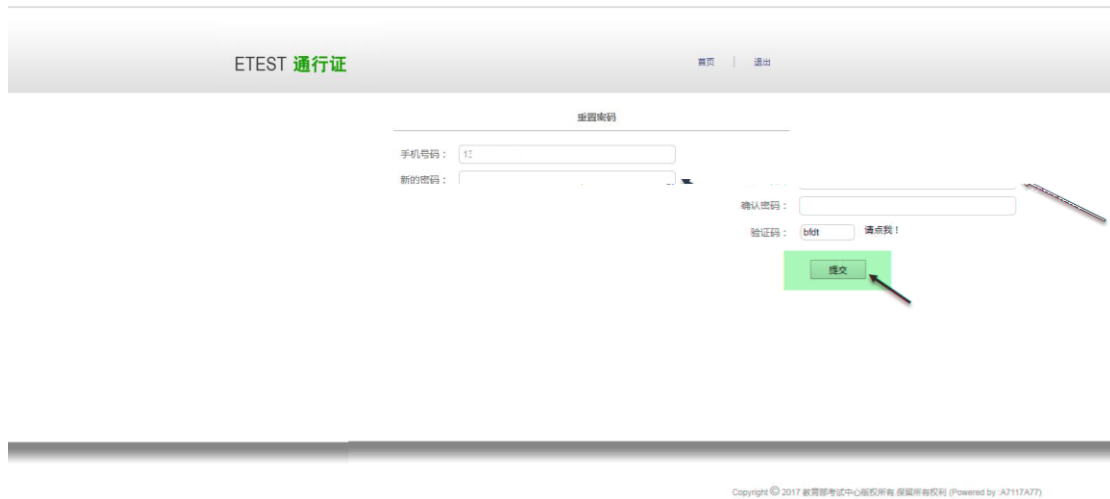 ETEST 通行证
首页 | 退出
重置密码
手机号码：
新的密码：
确认密码：
验证码： bfdt 请点我！
提交
Copyright © 2017 教育部考试中心版权所有 保留所有权利 (Powered by :A7117A77)